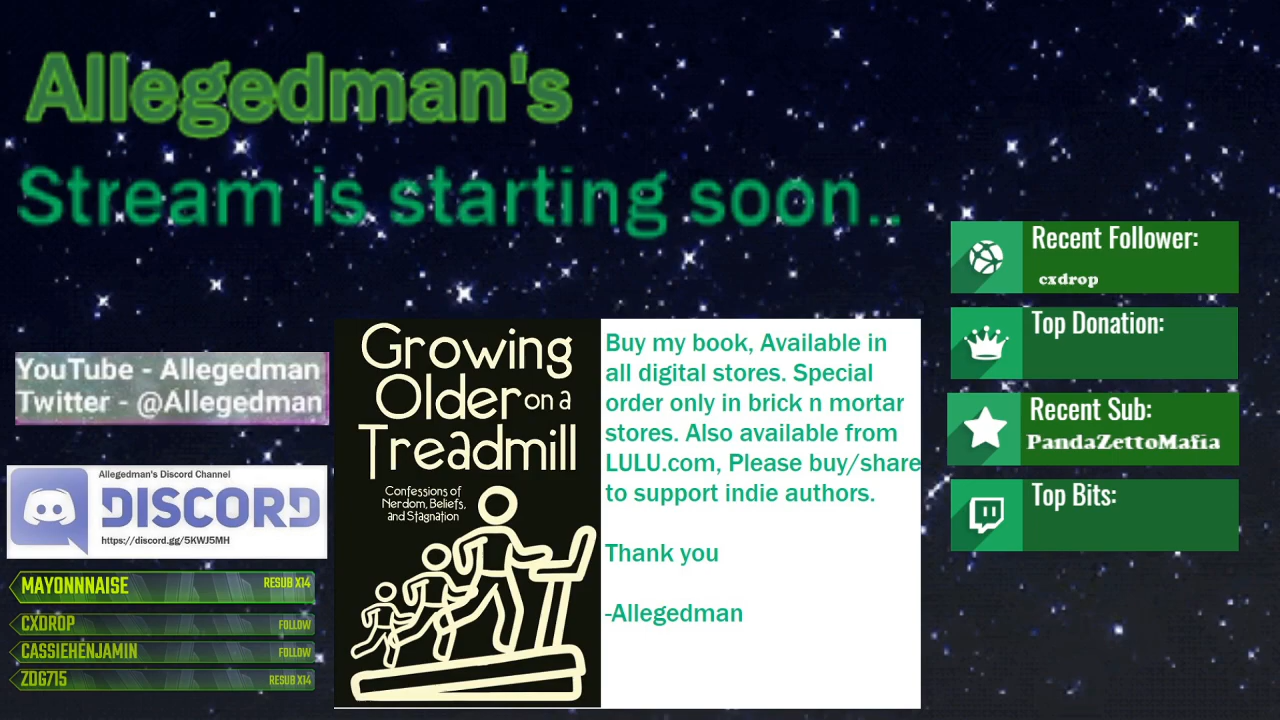 Allegedman's
Stream is starting soon..
Recent Follower:
cxdrop
Top Donation:
Recent Sub:
PandaZettoMafia
Top Bits:
YouTube - Allegedman
Twitter - @Allegedman
Allegedman's Discord Channel
DISCORD
https://discord.gg/5KWJ5MH
MAYONNNAISE RESUB X14
CXDROP FOLLOW
CASSIEHENJAMIN FOLLOW
ZDG715 RESUB X14
Growing
Older on a
Treadmill
Confessions of
Nerdom, Beliefs,
and Stagnation
Buy my book, Available in
all digital stores. Special
order only in brick n mortar
stores. Also available from
LULU.com, Please buy/share
to support indie authors.
Thank you
-Allegedman